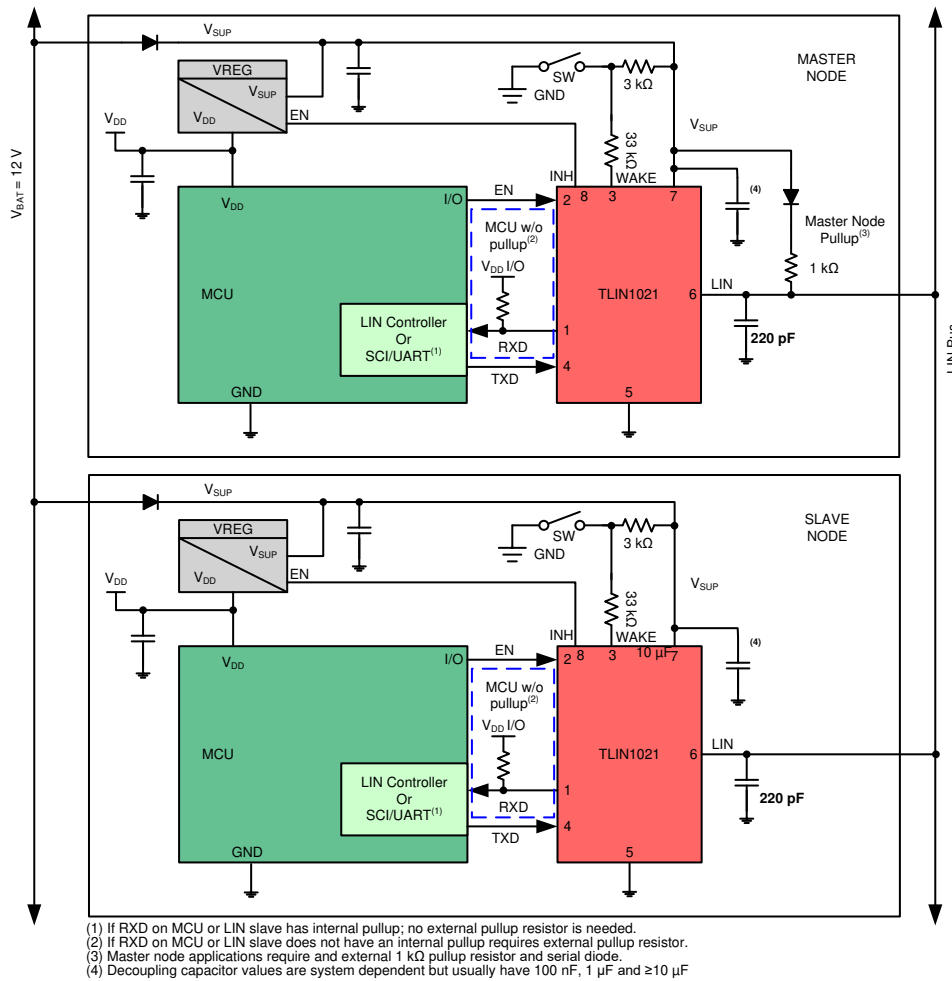 V_BAT = 12 V
V_SUP
MASTER
NODE
VREG
V_SUP
V_DD
EN
V_DD
SW
GND
3 kΩ
33 kΩ
V_SUP
INH
WAKE
8
3
7
(4)
V_DD
I/O
EN
2
MCU w/o
pullup(2)
V_DD I/O
MCU
TLIN1021
Master Node
Pullup(3)
1 kΩ
6
LIN
LIN Controller
Or
SCI/UART(1)
1
RXD
4
TXD
220 pF
LIN Bus
GND
5
V_SUP
SLAVE
NODE
VREG
V_SUP
V_DD
EN
V_DD
SW
GND
3 kΩ
33 kΩ
V_SUP
INH
WAKE
8
3
10 µF
7
(4)
V_DD
I/O
EN
2
MCU w/o
pullup(2)
V_DD I/O
MCU
TLIN1021
6
LIN
LIN Controller
Or
SCI/UART(1)
1
RXD
4
TXD
220 pF
GND
5
(1) If RXD on MCU or LIN slave has internal pullup; no external pullup resistor is needed.
(2) If RXD on MCU or LIN slave does not have an internal pullup requires external pullup resistor.
(3) Master node applications require and external 1 kΩ pullup resistor and serial diode.
(4) Decoupling capacitor values are system dependent but usually have 100 nF, 1 µF and ≥10 µF